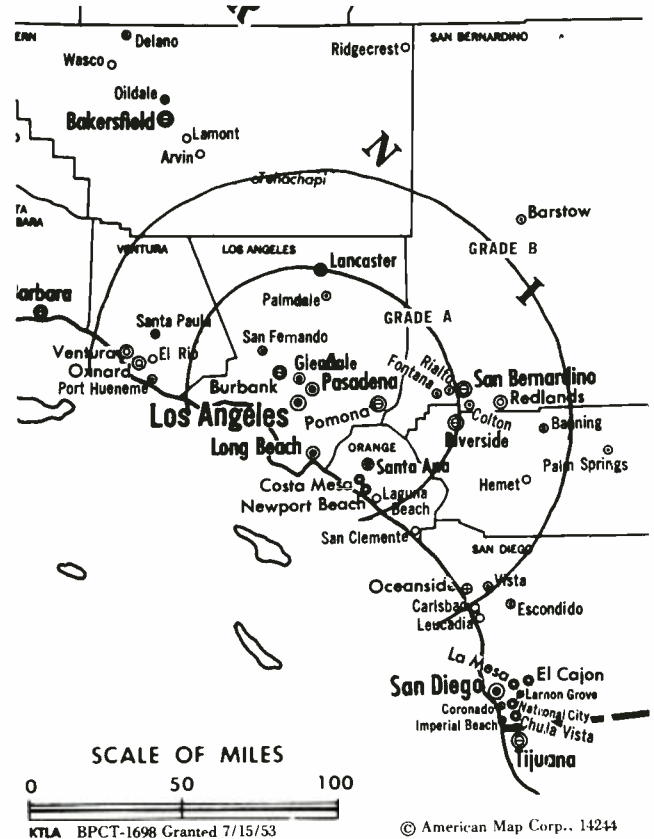 ERN
Delano
Wasco
Ridgecrest
SAN BERNARDINO
Oildale
Bakersfield
Lamont
Arvin
N
Tehachapi
TA
BARA
Barstow
GRADE B
VENTURA
LOS ANGELES
Lancaster
I
arbara
Palmdale
Santa Paula
GRADE A
San Fernando
Ventura
El Rio
Oxnard
Port Hueneme
Glendale
Burbank
Pasadena
Rialto
Fontana
San Bernardino
Redlands
Los Angeles
Pomona
Colton
Riverside
Banning
Long Beach
ORANGE
Santa Ana
Palm Springs
Costa Mesa
Hemet
Newport Beach
Laguna
Beach
San Clemente
SAN DIEGO
Oceanside
Vista
Carlsbad
Escondido
Leucadia
La Mesa
El Cajon
San Diego
Larnon Grove
Coronado
National City
Imperial Beach
Chula Vista
Tijuana
SCALE OF MILES
0 50 100
KTLA BPCT-1698 Granted 7/15/53
© American Map Corp., 14244